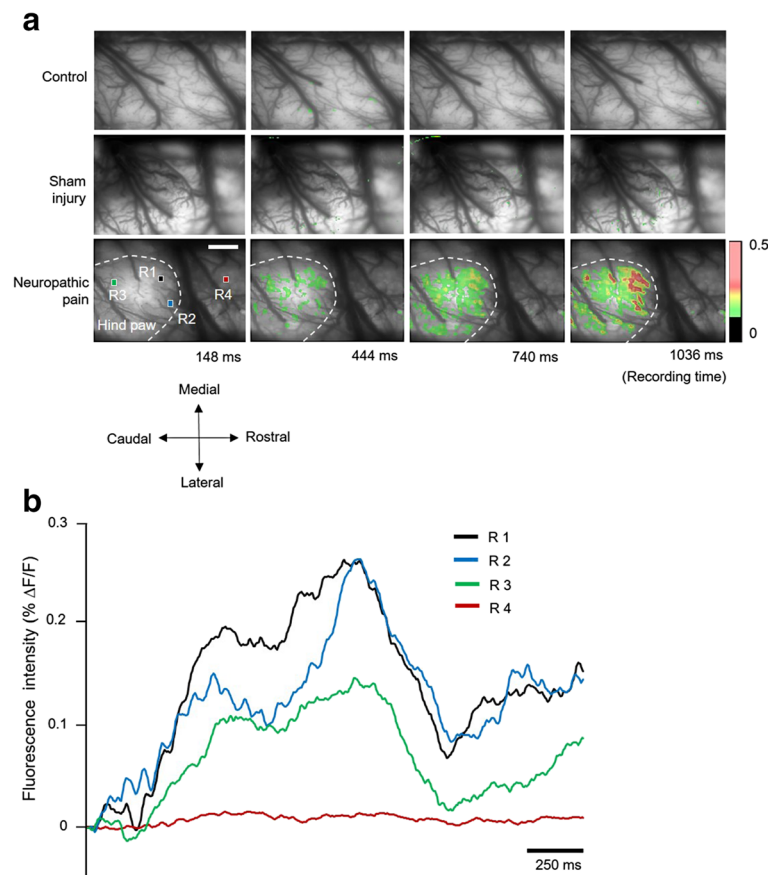 a
Control
Sham
injury
Neuropathic
pain
R1
R3
R4
R2
Hind paw
0.5
0
148 ms
444 ms
740 ms
1036 ms
(Recording time)
Medial
Caudal
Rostral
Lateral
b
Fluorescence intensity (% ΔF/F)
0.3
0.2
0.1
0
R 1
R 2
R 3
R 4
250 ms